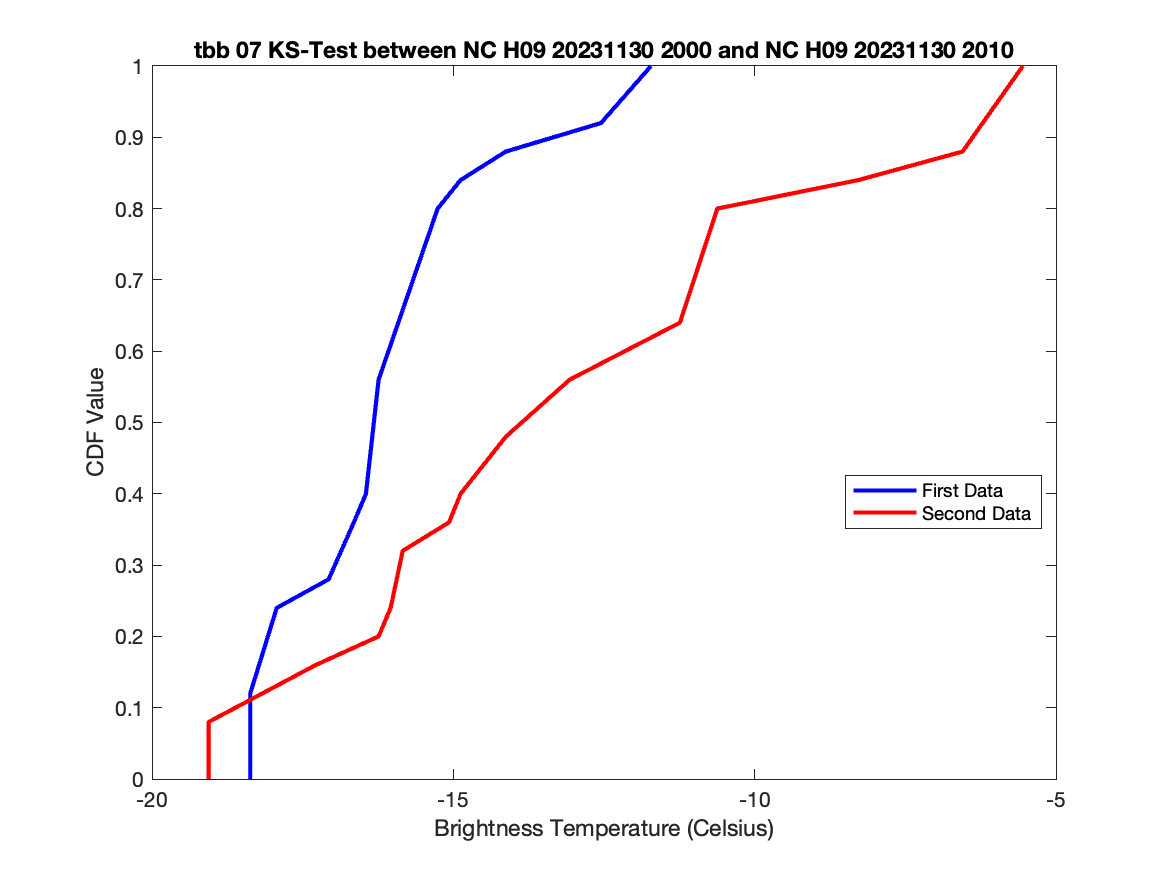 tbb 07 KS-Test between NC H09 20231130 2000 and NC H09 20231130 2010
1
0.9
0.8
0.7
0.6
0.5
0.4
0.3
0.2
0.1
0
CDF Value
First Data
Second Data
-20 -15 -10 -5
Brightness Temperature (Celsius)